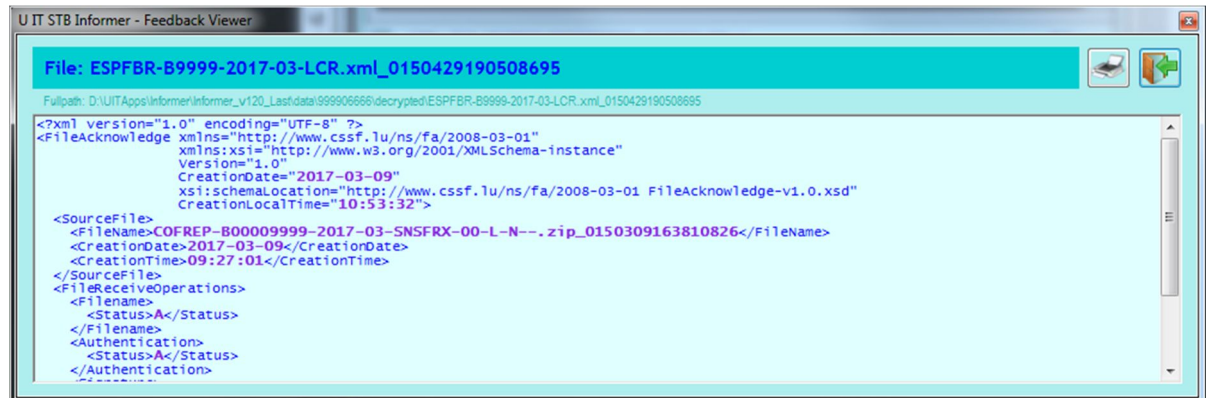 U IT STB Informer - Feedback Viewer
File: ESPFBR-B9999-2017-03-LCR.xml_0150429190508695
Fullpath: D:\UITApps\Informer\Informer_v120_Last\data\999906666\decrypted\ESPFBR-B9999-2017-03-LCR.xml_0150429190508695
<?xml version="1.0" encoding="UTF-8" ?>
<FileAcknowledge xmlns="http://www.cssf.lu/ns/fa/2008-03-01"
xmlns:xsi="http://www.w3.org/2001/XMLSchema-instance"
Version="1.0"
CreationDate="2017-03-09"
xsi:schemaLocation="http://www.cssf.lu/ns/fa/2008-03-01 FileAcknowledge-v1.0.xsd"
CreationLocalTime="10:53:32">
<SourceFile>
<FileName>COFREP-B00009999-2017-03-SNSFRX-00-L-N--.zip_0150309163810826</FileName>
<CreationDate>2017-03-09</CreationDate>
<CreationTime>09:27:01</CreationTime>
</SourceFile>
<FileReceiveOperations>
<Filename>
<Status>A</Status>
</Filename>
<Authentication>
<Status>A</Status>
</Authentication>